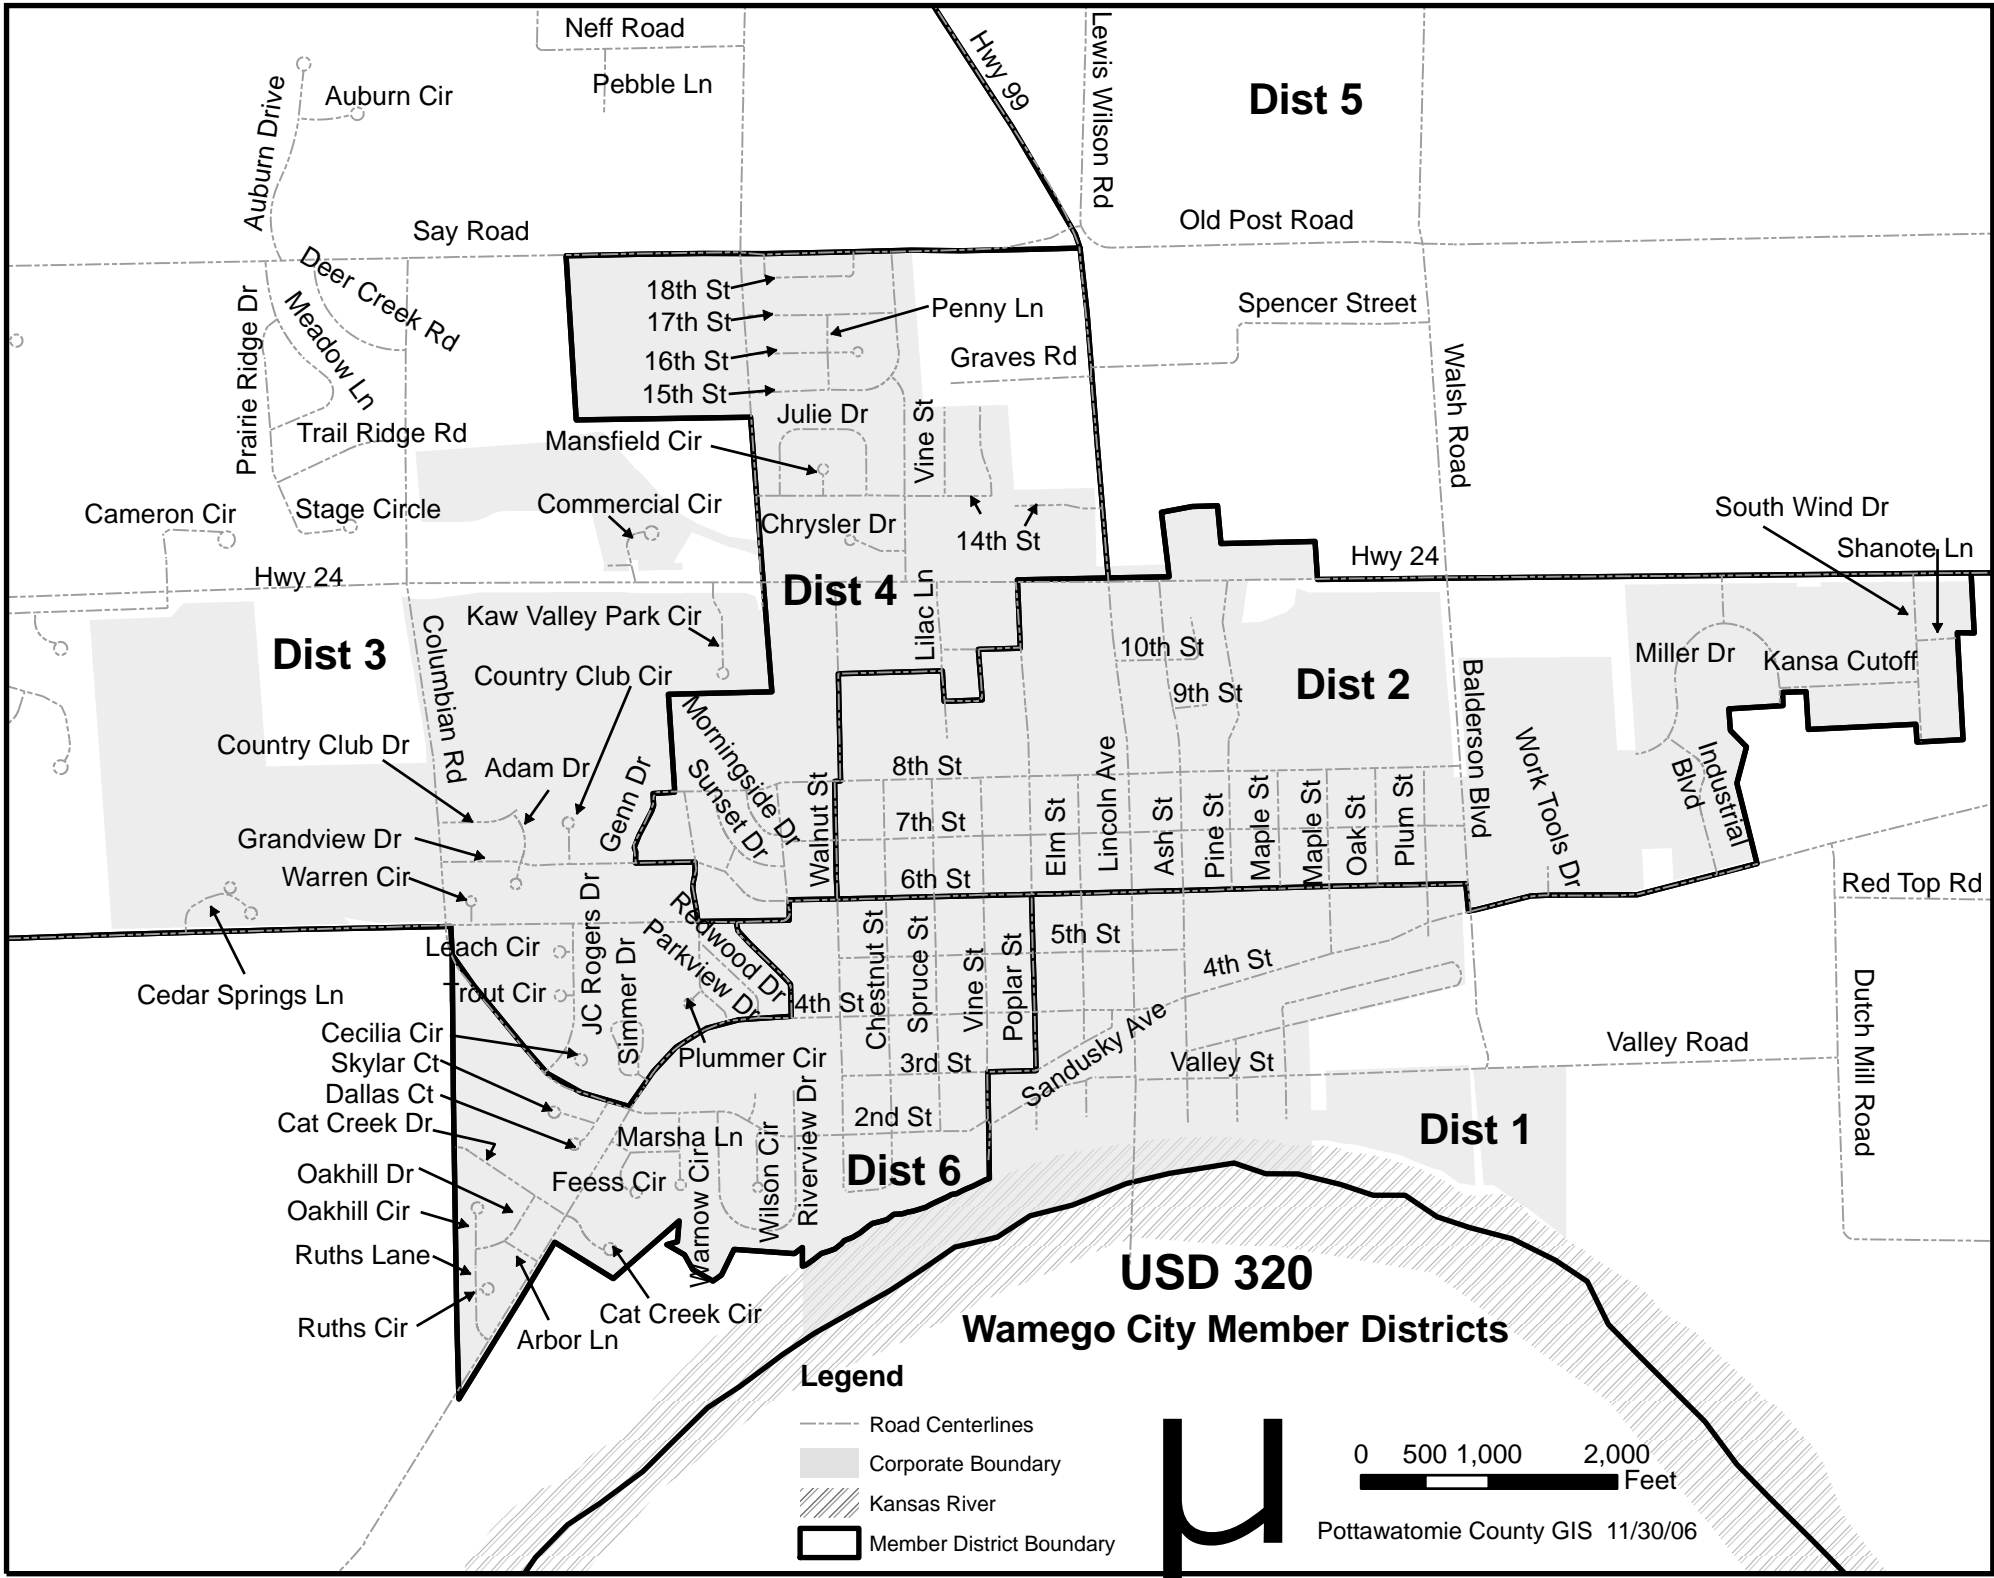 Neff Road
Pebble Ln
Auburn Cir
Auburn Drive
Hwy 99
Lewis Wilson Rd
Dist 5
Say Road
Old Post Road
Deer Creek Rd
Meadow Ln
Prairie Ridge Dr
18th St
17th St
16th St
15th St
Penny Ln
Graves Rd
Spencer Street
Walsh Road
Julie Dr
Vine St
Mansfield Cir
Trail Ridge Rd
Stage Circle
Cameron Cir
Commercial Cir
Chrysler Dr
14th St
South Wind Dr
Shanote Ln
Hwy 24
Hwy 24
Dist 4
Lilac Ln
Kaw Valley Park Cir
Dist 3
Columbian Rd
Country Club Cir
10th St
9th St
Dist 2
Miller Dr
Kansa Cutoff
Balderson Blvd
Work Tools Dr
Industrial
Blvd
Country Club Dr
Adam Dr
Genn Dr
Morningside Dr
Sunset Dr
Walnut St
8th St
7th St
6th St
Elm St
Lincoln Ave
Ash St
Pine St
Maple St
Maple St
Oak St
Plum St
Grandview Dr
Warren Cir
Red Top Rd
Redwood Dr
Parkview Dr
JC Rogers Dr
Simmer Dr
Leach Cir
Trout Cir
Cedar Springs Ln
Chestnut St
Spruce St
Vine St
Poplar St
5th St
4th St
4th St
Sandusky Ave
Dutch Mill Road
Valley Road
Cecilia Cir
Skylar Ct
Dallas Ct
Cat Creek Dr
Plummer Cir
3rd St
Valley St
2nd St
Marsha Ln
Feess Cir
Warnow Cir
Wilson Cir
Riverview Dr
Dist 6
Dist 1
Oakhill Dr
Oakhill Cir
Ruths Lane
Ruths Cir
Cat Creek Cir
Arbor Ln
USD 320
Wamego City Member Districts
Legend
Road Centerlines
Corporate Boundary
Kansas River
Member District Boundary
0 500 1,000 2,000
Feet
Pottawatomie County GIS 11/30/06